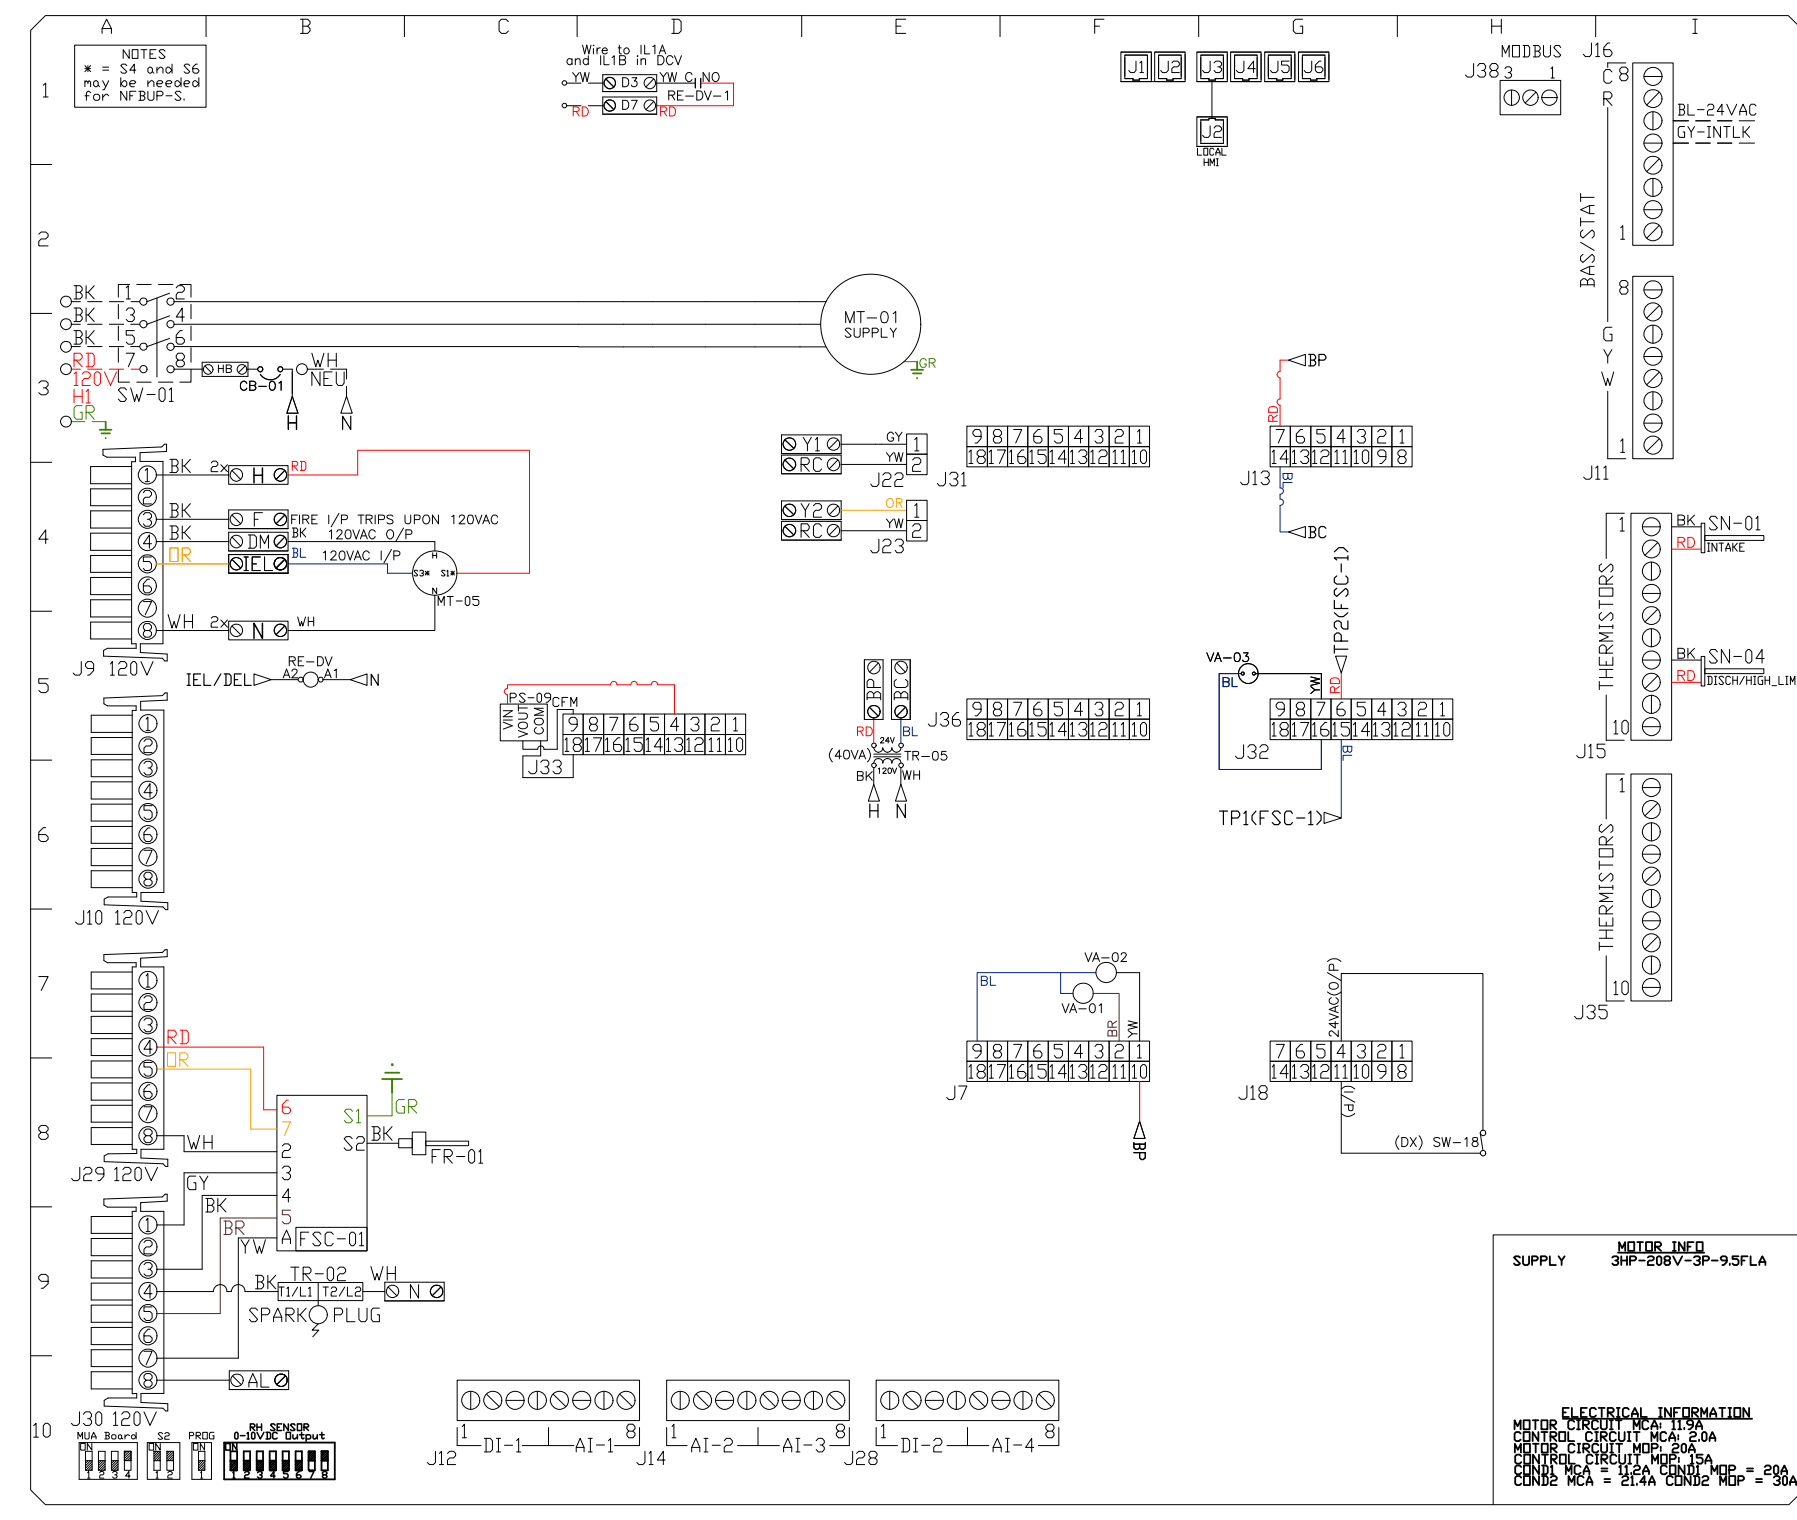 A B C D E F G H I
1
2
3
4
5
6
7
8
9
10
NOTES
* = S4 and S6
may be needed
for NFBUP-S.
Wire to IL1A
and IL1B in DCV
YW D3 YW C NO
RE-DV-1
RD D7 RD
J1 J2 J3 J4 J5 J6
J2
LOCAL
HMI
MODBUS
J38 3 1
J16
C 8
R
BL-24VAC
GY-INTLK
1
BAS/STAT
8
G
Y
W
1
J11
BK 1 2
BK 3 4
BK 5 6
RD 7 8
120V
H1
GR
SW-01
HB
CB-01
WH
NEU
H N
MT-01
SUPPLY
GR
BP
RD
7 6 5 4 3 2 1
14 13 12 11 10 9 8
J13
BL
BC
Y1 GY 1
RC YW 2
J22
Y2 OR 1
RC YW 2
J23
9 8 7 6 5 4 3 2 1
18 17 16 15 14 13 12 11 10
J31
1 BK 2x H RD
2
3 BK F FIRE I/P TRIPS UPON 120VAC
4 BK DM BK 120VAC O/P
5 OR IEL BL 120VAC I/P
6
7
8 WH 2x N WH
J9 120V
H
S3* S1*
N
MT-05
RE-DV
IEL/DEL A2 A1 N
1
2
3
4
5
6
7
8
J10 120V
PS-09
CFM
VIN
VOUT
COM
9 8 7 6 5 4 3 2 1
18 17 16 15 14 13 12 11 10
J33
BP BC
RD BL
24V
(40VA) TR-05
120V
BK WH
H N
9 8 7 6 5 4 3 2 1
18 17 16 15 14 13 12 11 10
J36
TP2(FSC-1)
VA-03
BL YW RD
9 8 7 6 5 4 3 2 1
18 17 16 15 14 13 12 11 10
J32
BL
TP1(FSC-1)
THERMISTORS
1
BK SN-01
RD INTAKE
BK SN-04
RD DISCH/HIGH_LIM
10
J15
THERMISTORS
1
10
J35
1
2
3
4 RD
5 OR
6
7
8 WH
J29 120V
6
7
2
3
4
5
A
S1 GR
S2 BK
FR-01
FSC-01
GY
BK
BR
YW
1
2
3
4
5
6
7
8
J30 120V
BK TR-02 WH
T1/L1 T2/L2 N
SPARK PLUG
AL
VA-02
BL
VA-01
BR YW
9 8 7 6 5 4 3 2 1
18 17 16 15 14 13 12 11 10
J7
BP
24VAC(O/P)
7 6 5 4 3 2 1
14 13 12 11 10 9 8
J18
(I/P)
(DX) SW-18
MUA Board
ON
1 2 3 4
S2
ON
1 2
PROG
ON
1
RH SENSOR
0-10VDC Output
ON
1 2 3 4 5 6 7 8
1 8
DI-1 AI-1
J12
1 8
AI-2 AI-3
J14
1 8
DI-2 AI-4
J28
MOTOR INFO
SUPPLY 3HP-208V-3P-9.5FLA
ELECTRICAL INFORMATION
MOTOR CIRCUIT MCA: 11.9A
CONTROL CIRCUIT MCA: 2.0A
MOTOR CIRCUIT MOP: 20A
CONTROL CIRCUIT MOP: 15A
COND1 MCA = 11.2A COND1 MOP = 20A
COND2 MCA = 21.4A COND2 MOP = 30A